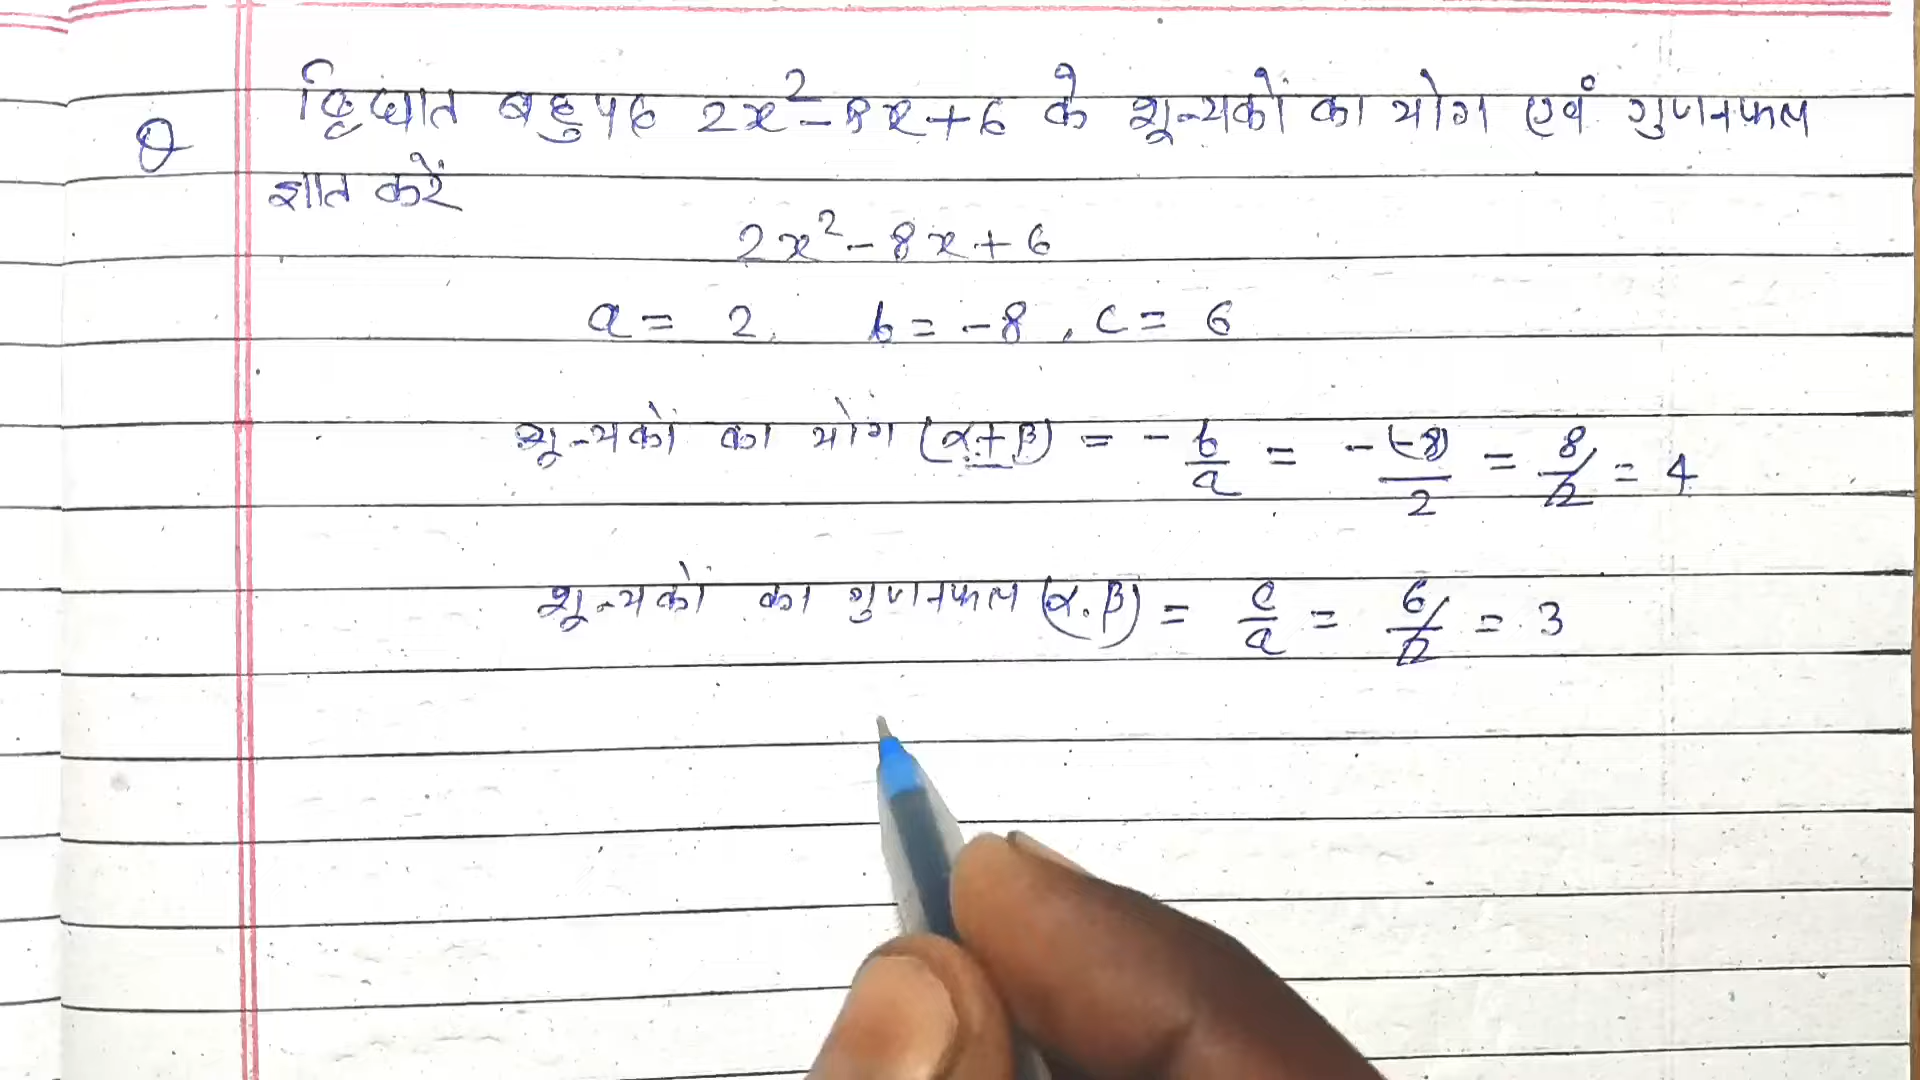 Q द्विघात बहुपद 2x² - 8x + 6 के शून्यकों का योग एवं गुणनफल
ज्ञात करें
2x² - 8x + 6
a = 2, b = -8, c = 6
शून्यकों का योग (α + β) = - b/a = - (-8)/2 = 8/2 = 4
शून्यकों का गुणनफल (α . β) = c/a = 6/2 = 3